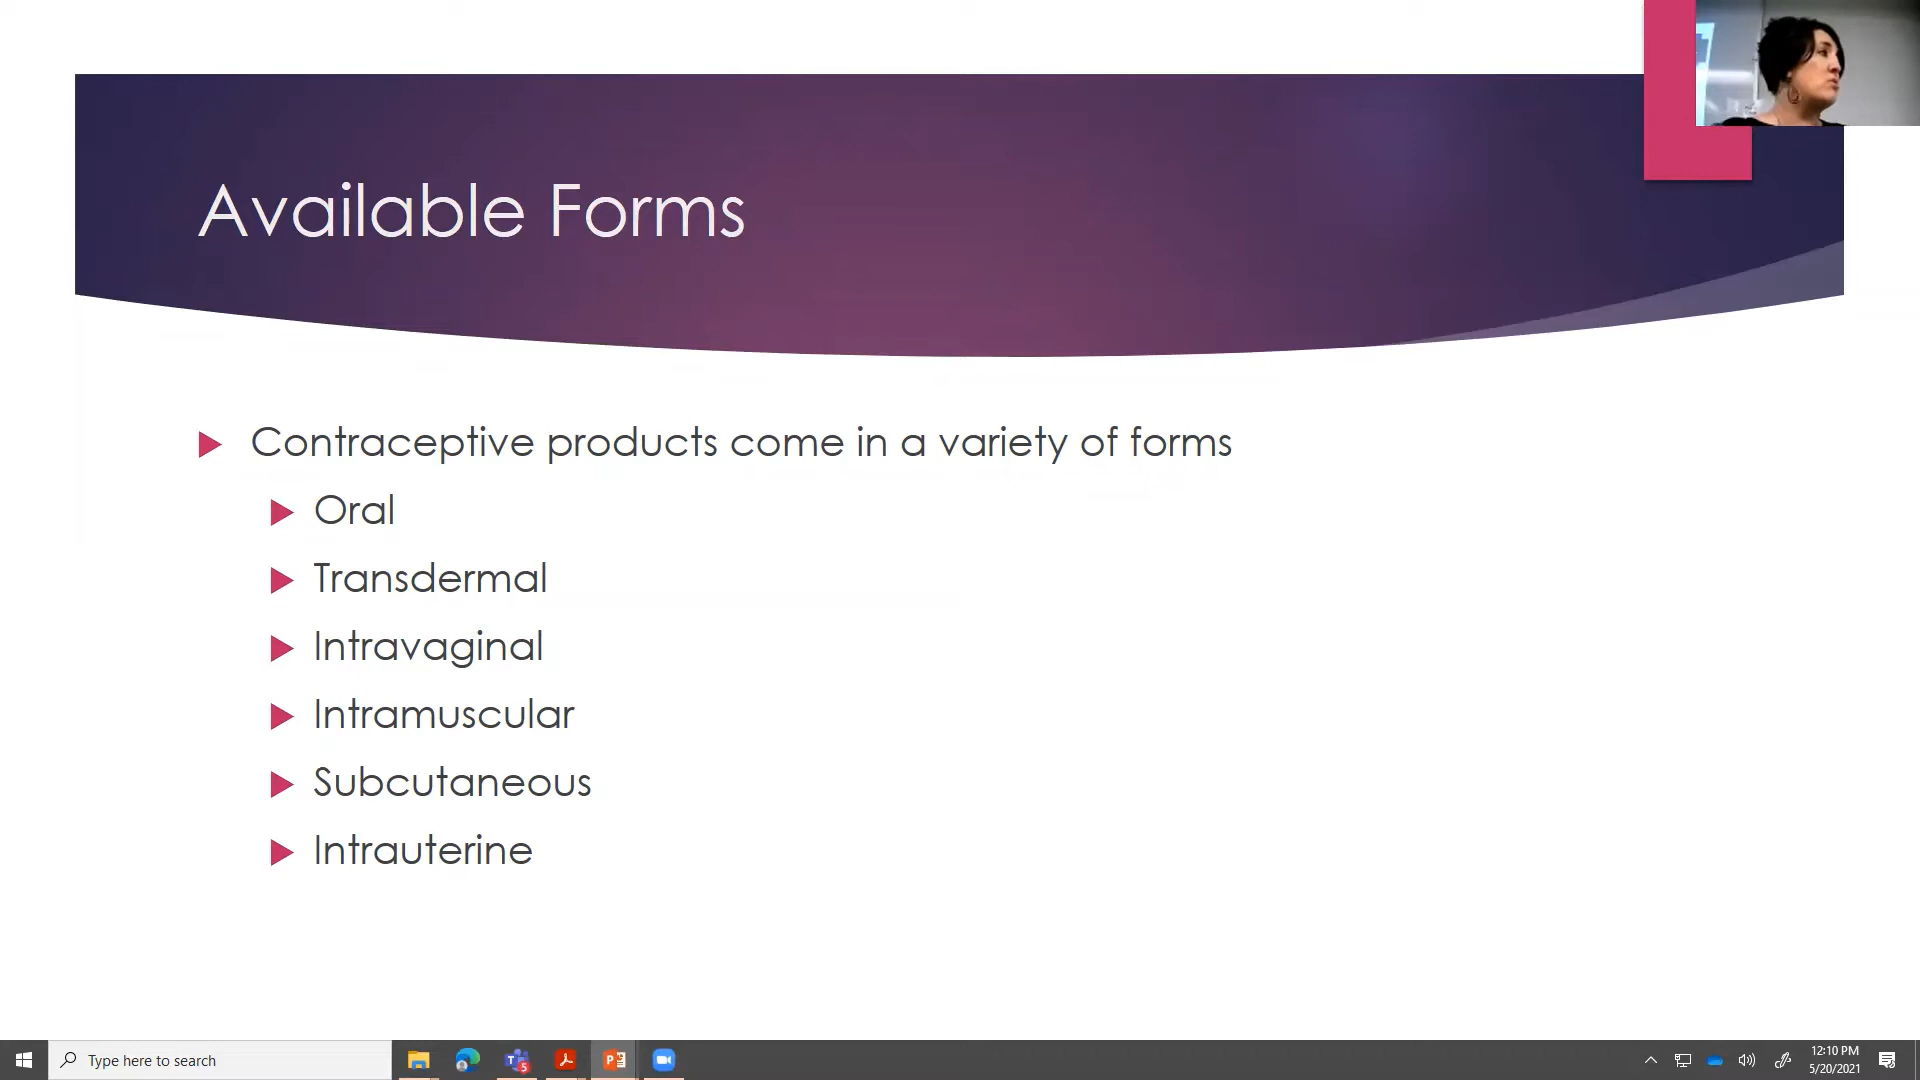 Available Forms
Contraceptive products come in a variety of forms
Oral
Transdermal
Intravaginal
Intramuscular
Subcutaneous
Intrauterine
Type here to search
5
12:10 PM
5/20/2021